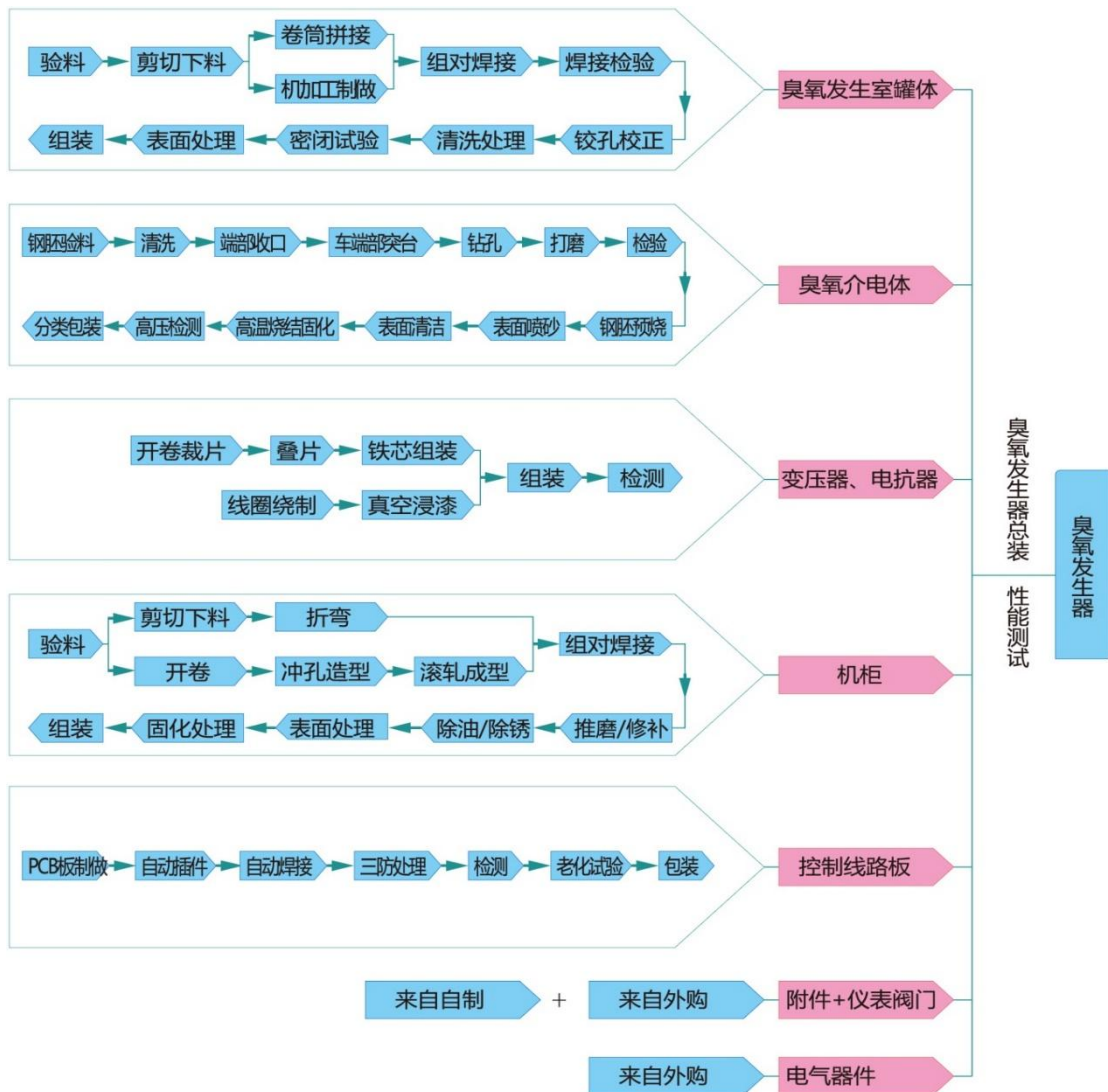 验料 剪切下料 卷筒拼接 机加工制做 组对焊接 焊接检验
组装 表面处理 密闭试验 清洗处理 铰孔校正
臭氧发生室罐体
钢胚验料 清洗 端部收口 车端部突台 钻孔 打磨 检验
分类包装 高压检测 高温烧结固化 表面清洁 表面喷砂 钢胚预烧
臭氧介电体
开卷裁片 叠片 铁芯组装
线圈绕制 真空浸漆
组装 检测
变压器、电抗器
验料
剪切下料 折弯
开卷 冲孔造型 滚轧成型
组对焊接
组装 固化处理 表面处理 除油/除锈 推磨/修补
机柜
PCB板制做 自动插件 自动焊接 三防处理 检测 老化试验 包装
控制线路板
来自自制 + 来自外购 附件+仪表阀门
来自外购 电气器件
臭氧发生器总装
性能测试
臭氧发生器